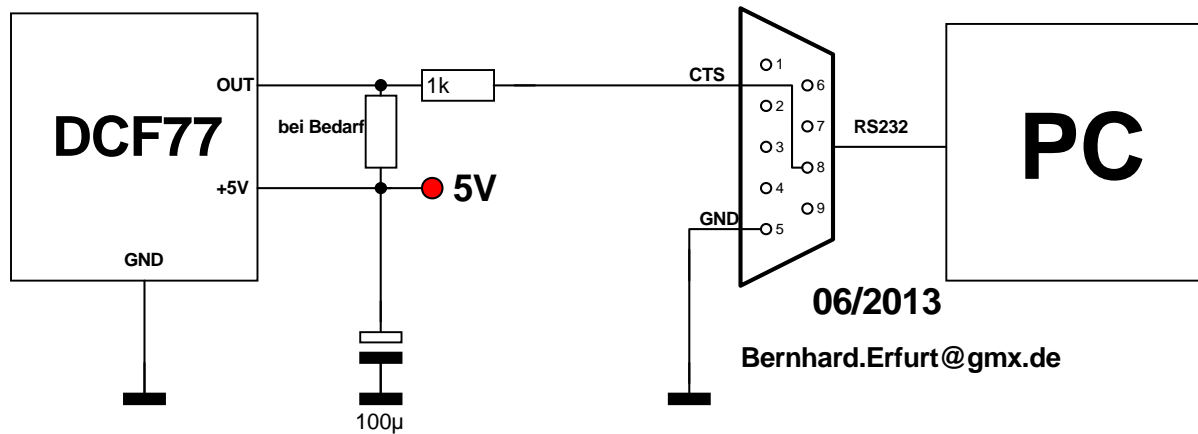 DCF77
OUT
+5V
GND
bei Bedarf
1k
5V
100µ
CTS
GND
1
2
3
4
5
6
7
8
9
RS232
PC
06/2013
Bernhard.Erfurt@gmx.de